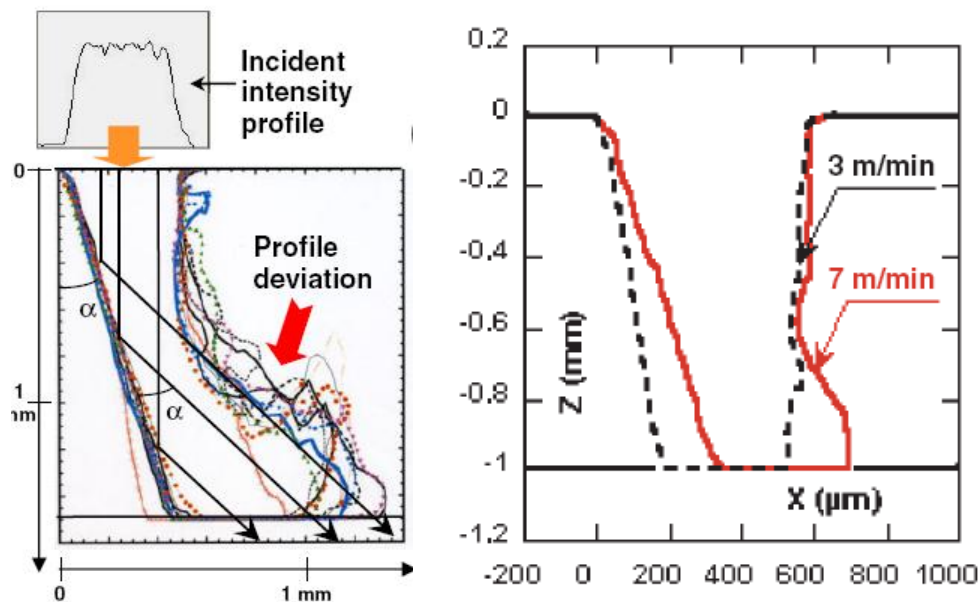 Incident
intensity
profile
0
Profile
deviation
α
α
1
0
1 mm
0.2
0
-0.2
-0.4
-0.6
-0.8
-1
-1.2
3 m/min
7 m/min
Z (mm)
X (µm)
-200
0
200
400
600
800
1000